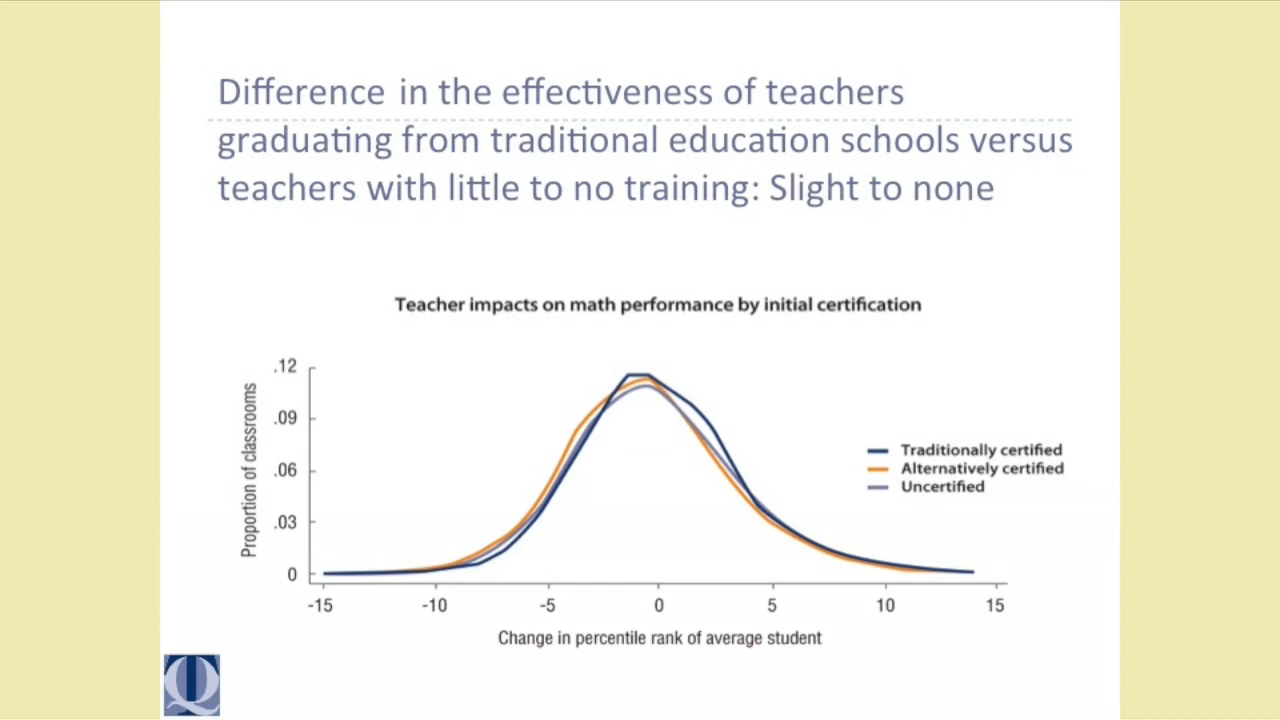 Difference in the effectiveness of teachers
graduating from traditional education schools versus
teachers with little to no training: Slight to none
Teacher impacts on math performance by initial certification
Proportion of classrooms
.12
.09
.06
.03
0
Traditionally certified
Alternatively certified
Uncertified
-15 -10 -5 0 5 10 15
Change in percentile rank of average student
Q